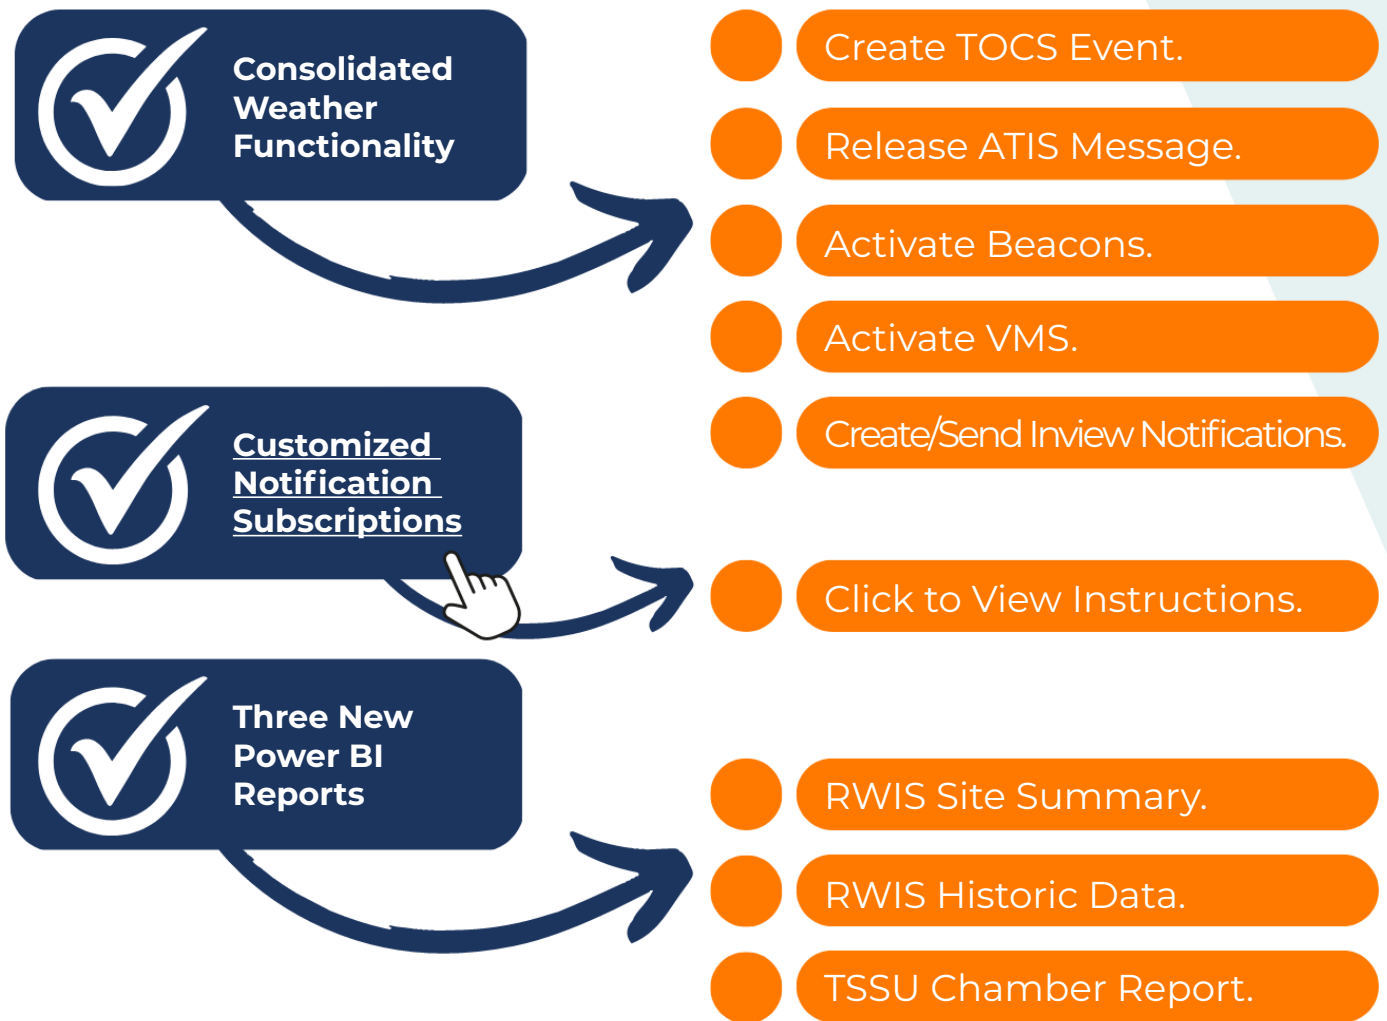 Consolidated
Weather
Functionality
Create TOCS Event.
Release ATIS Message.
Activate Beacons.
Activate VMS.
Create/Send Inview Notifications.
Customized
Notification
Subscriptions
Click to View Instructions.
Three New
Power BI
Reports
RWIS Site Summary.
RWIS Historic Data.
TSSU Chamber Report.